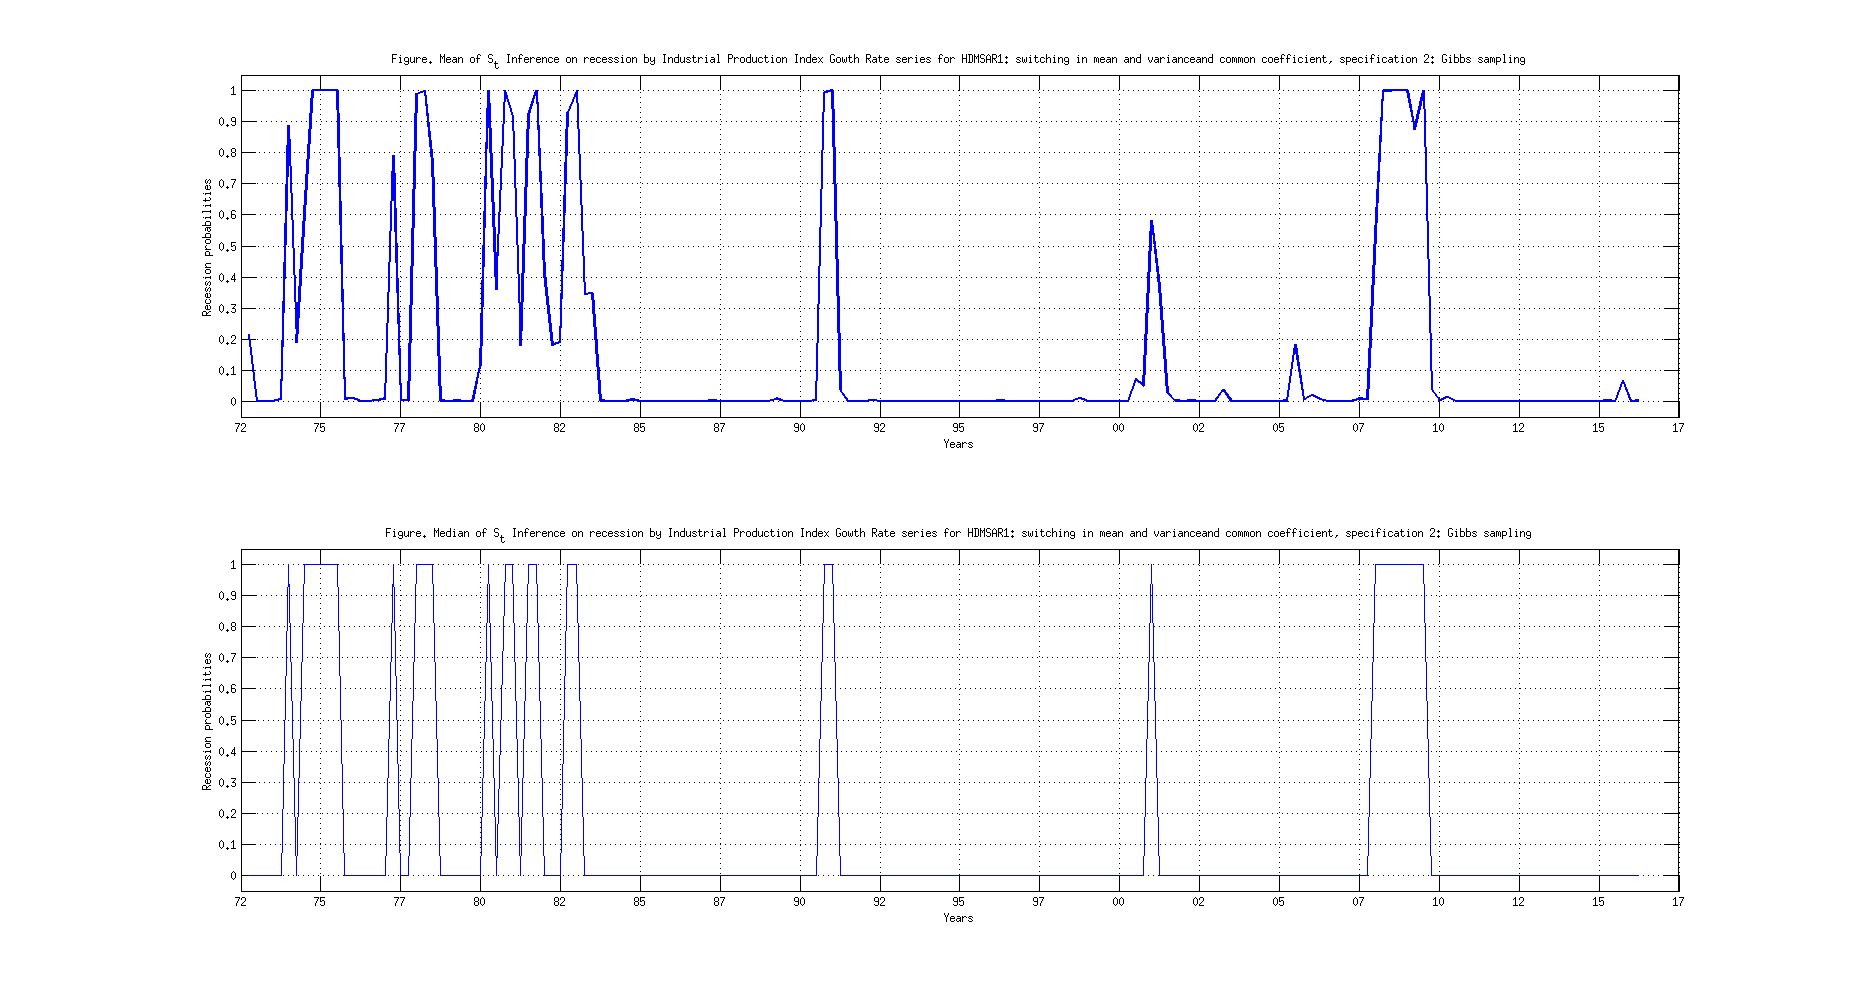 Figure. Mean of St Inference on recession by Industrial Production Index Gowth Rate series for HDMSAR1: switching in mean and varianceand common coefficient, specification 2: Gibbs sampling
Recession probabilities
1
0.9
0.8
0.7
0.6
0.5
0.4
0.3
0.2
0.1
0
72 75 77 80 82 85 87 90 92 95 97 00 02 05 07 10 12 15 17
Years
Figure. Median of St Inference on recession by Industrial Production Index Gowth Rate series for HDMSAR1: switching in mean and varianceand common coefficient, specification 2: Gibbs sampling
Recession probabilities
1
0.9
0.8
0.7
0.6
0.5
0.4
0.3
0.2
0.1
0
72 75 77 80 82 85 87 90 92 95 97 00 02 05 07 10 12 15 17
Years